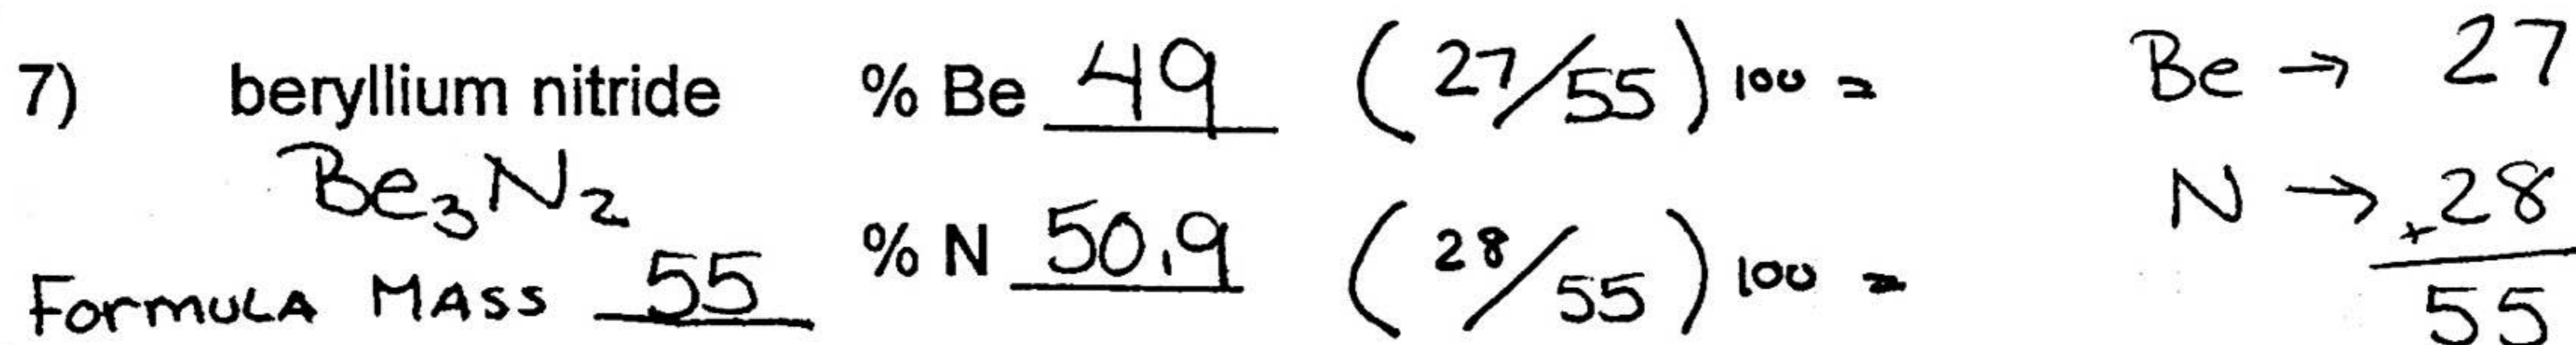 7) beryllium nitride % Be 49 (27/55) 100 = Be → 27
Be₃N₂ N → +28
Formula Mass 55 % N 50.9 (28/55) 100 = 55